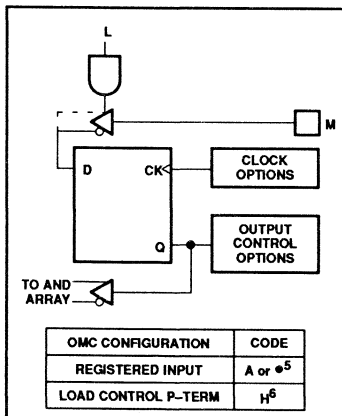 L
M
D
CK
CLOCK
OPTIONS
Q
OUTPUT
CONTROL
OPTIONS
TO AND
ARRAY
OMC CONFIGURATION CODE
REGISTERED INPUT A or ●5
LOAD CONTROL P–TERM H6